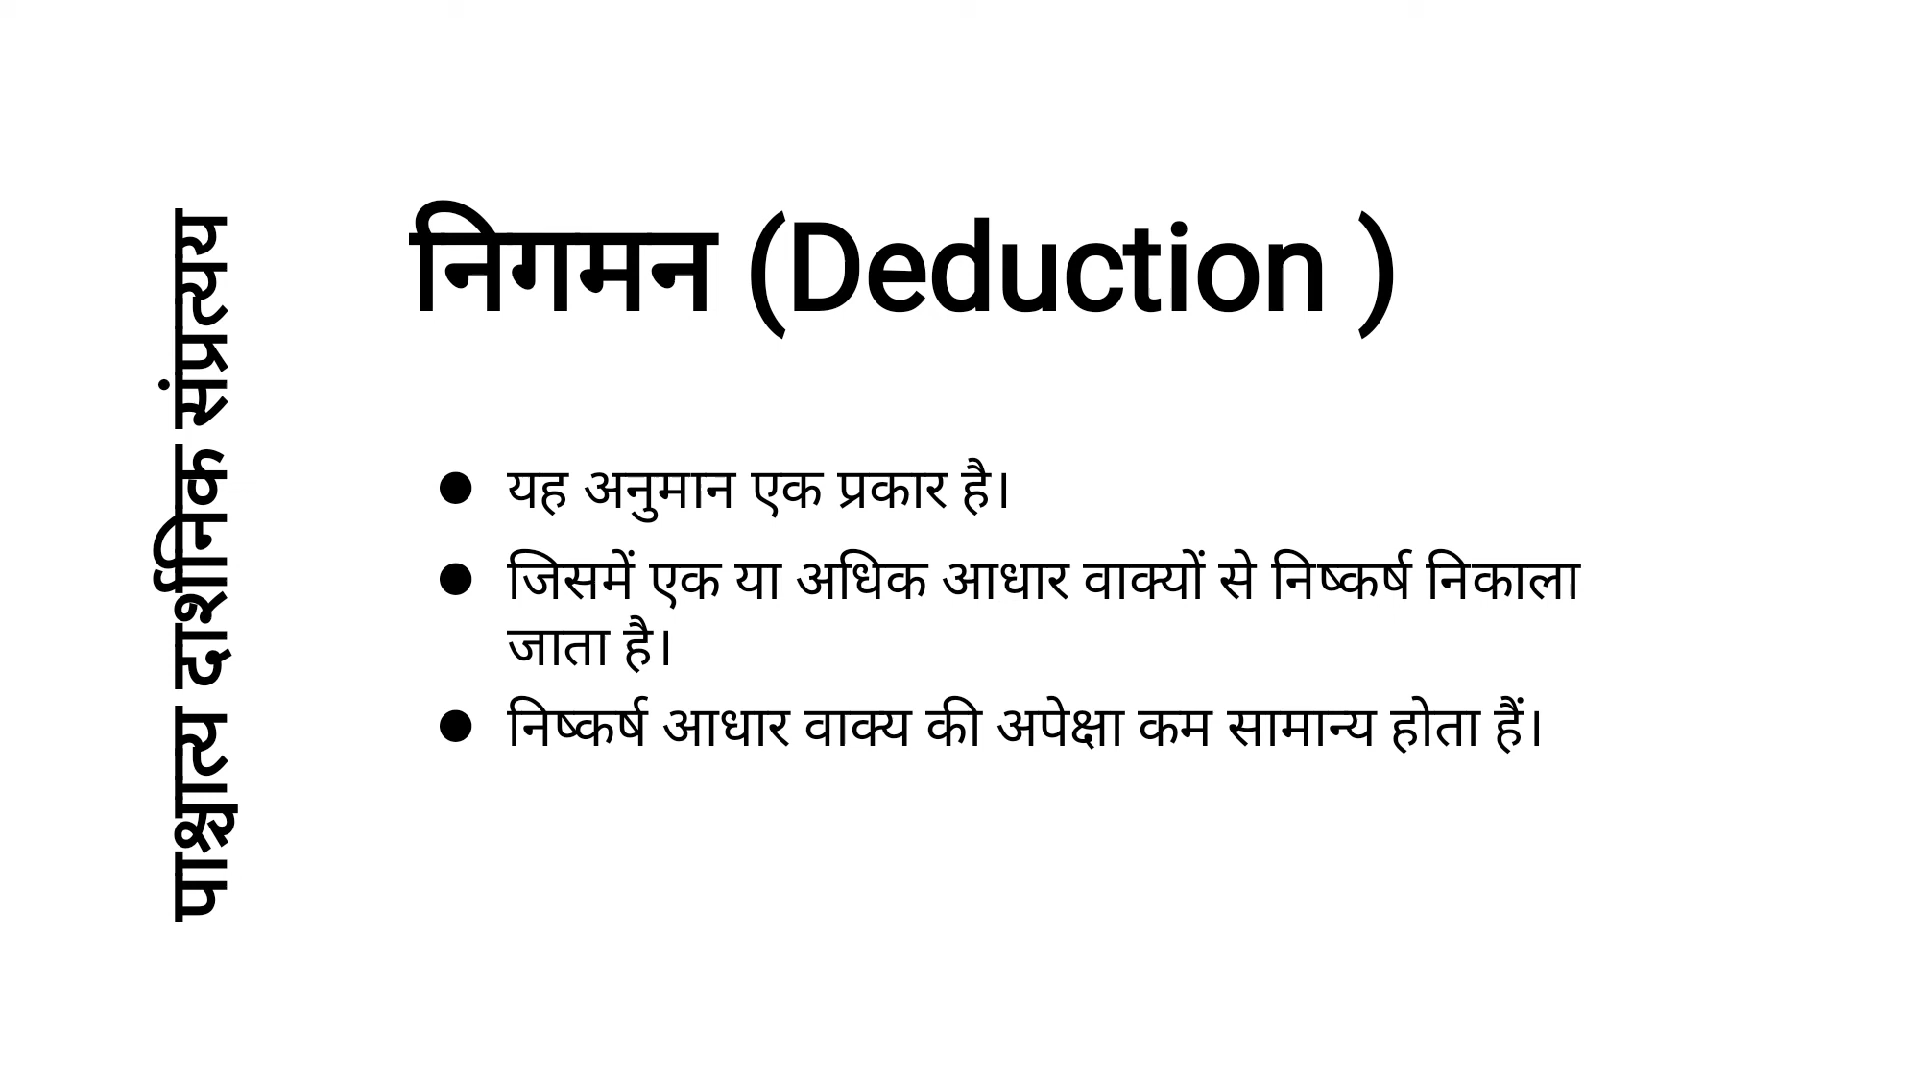 पाश्चात्य दार्शनिक संप्रत्यय
निगमन (Deduction )
● यह अनुमान एक प्रकार है।
● जिसमें एक या अधिक आधार वाक्यों से निष्कर्ष निकाला
जाता है।
● निष्कर्ष आधार वाक्य की अपेक्षा कम सामान्य होता हैं।